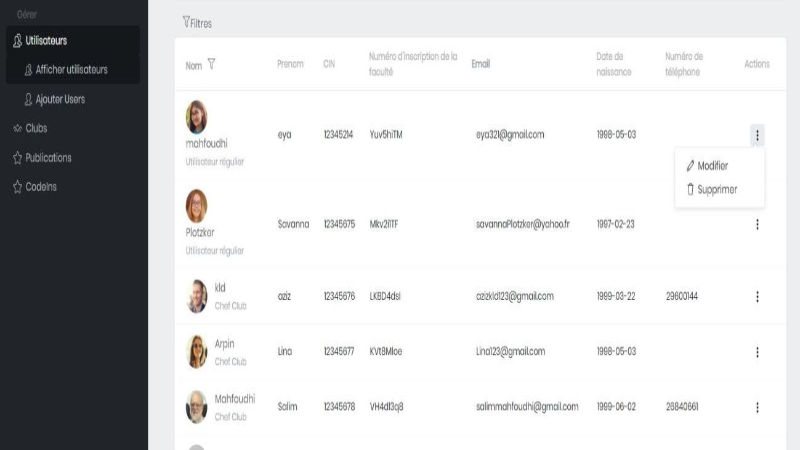 Gérer
Utilisateurs
Afficher utilisateurs
Ajouter Users
Clubs
Publications
CodeIns
Filtres
Nom Prenom CIN Numéro d'inscription de la faculté Email Date de naissance Numéro de téléphone Actions
mahfoudhi eya 12345214 Yuv5hiTM eya321@gmail.com 1998-05-03
Utilisateur régulier
Modifier
Supprimer
Plotzker Savanna 12345675 savannaPlotzker@yahoo.fr 1997-02-23
Utilisateur régulier
kld aziz 12345676 azizkld123@gmail.com 1999-03-22 29600144
Chef Club
Arpin Lina 12345677 Lina123@gmail.com 1998-05-03
Chef Club
Mahfoudhi Salim 12345678 salimmahfoudhi@gmail.com 1999-06-02 26840661
Chef Club